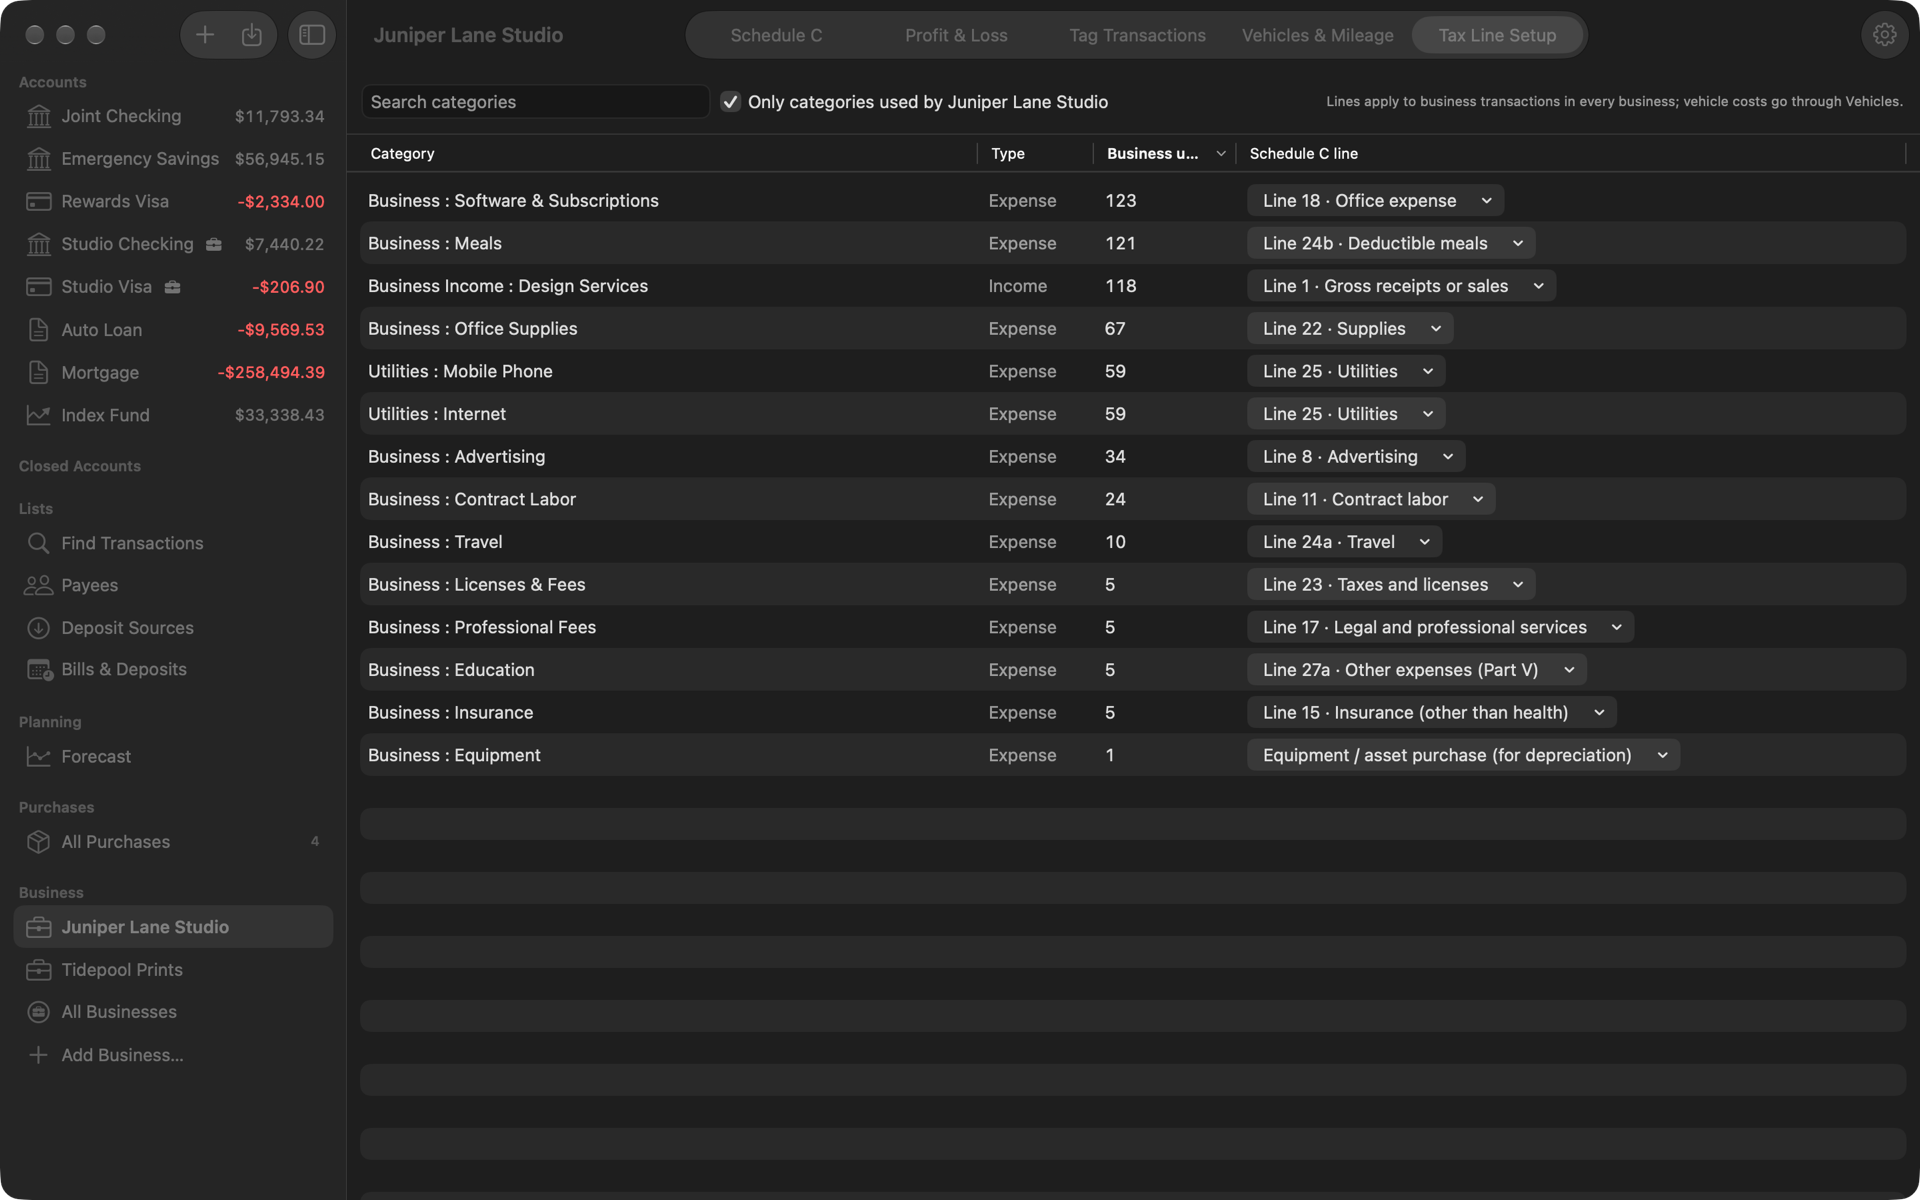 Juniper Lane Studio
Schedule C
Profit & Loss
Tag Transactions
Vehicles & Mileage
Tax Line Setup
Accounts
Joint Checking $11,793.34
Emergency Savings $56,945.15
Rewards Visa -$2,334.00
Studio Checking $7,440.22
Studio Visa -$206.90
Auto Loan -$9,569.53
Mortgage -$258,494.39
Index Fund $33,338.43
Closed Accounts
Lists
Find Transactions
Payees
Deposit Sources
Bills & Deposits
Planning
Forecast
Purchases
All Purchases 4
Business
Juniper Lane Studio
Tidepool Prints
All Businesses
Add Business...
Search categories
Only categories used by Juniper Lane Studio
Lines apply to business transactions in every business; vehicle costs go through Vehicles.
Category Type Business u... Schedule C line
Business : Software & Subscriptions Expense 123 Line 18 · Office expense
Business : Meals Expense 121 Line 24b · Deductible meals
Business Income : Design Services Income 118 Line 1 · Gross receipts or sales
Business : Office Supplies Expense 67 Line 22 · Supplies
Utilities : Mobile Phone Expense 59 Line 25 · Utilities
Utilities : Internet Expense 59 Line 25 · Utilities
Business : Advertising Expense 34 Line 8 · Advertising
Business : Contract Labor Expense 24 Line 11 · Contract labor
Business : Travel Expense 10 Line 24a · Travel
Business : Licenses & Fees Expense 5 Line 23 · Taxes and licenses
Business : Professional Fees Expense 5 Line 17 · Legal and professional services
Business : Education Expense 5 Line 27a · Other expenses (Part V)
Business : Insurance Expense 5 Line 15 · Insurance (other than health)
Business : Equipment Expense 1 Equipment / asset purchase (for depreciation)